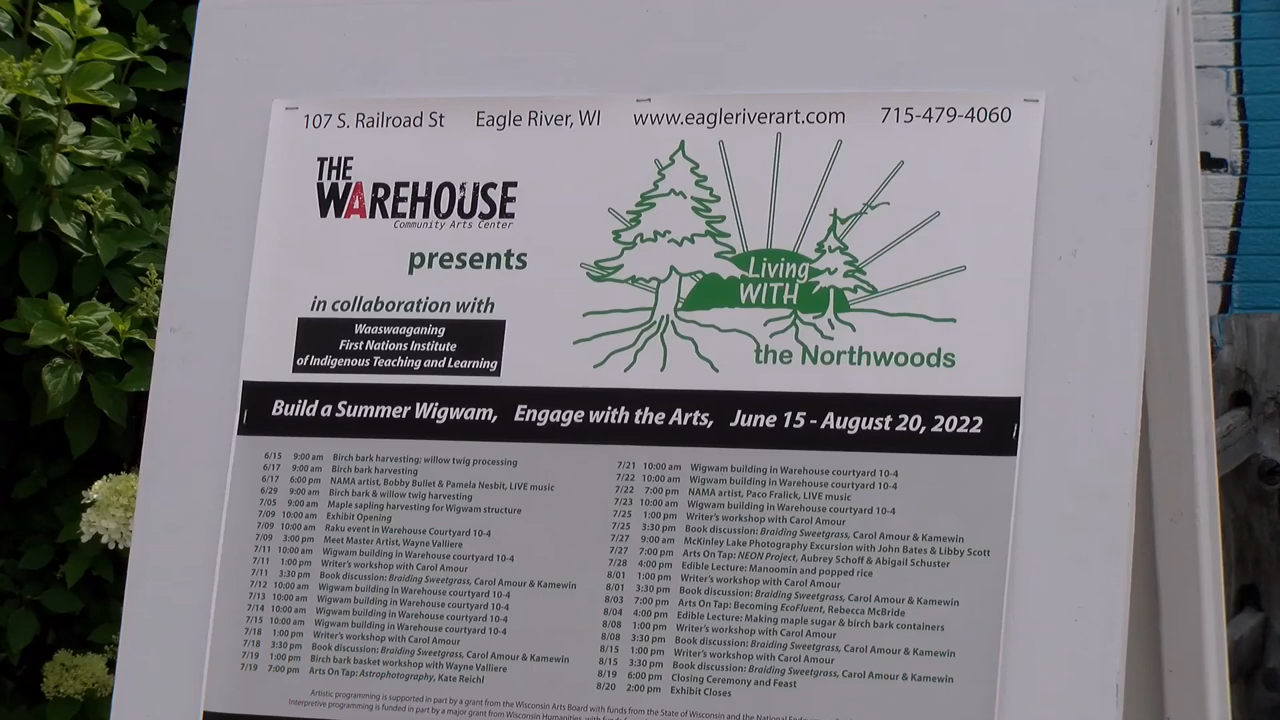 107 S. Railroad St Eagle River, WI www.eagleriverart.com 715-479-4060
THE
WAREHOUSE
Community Arts Center
presents
in collaboration with
Waaswaaganing
First Nations Institute
of Indigenous Teaching and Learning
Living
WITH
the Northwoods
Build a Summer Wigwam, Engage with the Arts, June 15 - August 20, 2022
6/15 9:00 am Birch bark harvesting; willow twig processing
6/17 9:00 am Birch bark harvesting
6/17 6:00 pm NAMA artist, Bobby Bullet & Pamela Nesbit, LIVE music
6/29 9:00 am Birch bark & willow twig harvesting
7/05 9:00 am Maple sapling harvesting for Wigwam structure
7/09 10:00 am Exhibit Opening
7/09 10:00 am Raku event in Warehouse Courtyard 10-4
7/09 3:00 pm Meet Master Artist, Wayne Valliere
7/11 10:00 am Wigwam building in Warehouse courtyard 10-4
7/11 1:00 pm Writer's workshop with Carol Amour
7/11 3:30 pm Book discussion: Braiding Sweetgrass, Carol Amour & Kamewin
7/12 10:00 am Wigwam building in Warehouse courtyard 10-4
7/13 10:00 am Wigwam building in Warehouse courtyard 10-4
7/14 10:00 am Wigwam building in Warehouse courtyard 10-4
7/15 10:00 am Wigwam building in Warehouse courtyard 10-4
7/18 1:00 pm Writer's workshop with Carol Amour
7/18 3:30 pm Book discussion: Braiding Sweetgrass, Carol Amour & Kamewin
7/19 1:00 pm Birch bark basket workshop with Wayne Valliere
7/19 7:00 pm Arts On Tap: Astrophotography, Kate Reichl
7/21 10:00 am Wigwam building in Warehouse courtyard 10-4
7/22 10:00 am Wigwam building in Warehouse courtyard 10-4
7/22 7:00 pm NAMA artist, Paco Fralick, LIVE music
7/23 10:00 am Wigwam building in Warehouse courtyard 10-4
7/25 1:00 pm Writer's workshop with Carol Amour
7/25 3:30 pm Book discussion: Braiding Sweetgrass, Carol Amour & Kamewin
7/27 9:00 am McKinley Lake Photography Excursion with John Bates & Libby Scott
7/27 7:00 pm Arts On Tap: NEON Project, Aubrey Schoff & Abigail Schuster
7/28 4:00 pm Edible Lecture: Manoomin and popped rice
8/01 1:00 pm Writer's workshop with Carol Amour
8/01 3:30 pm Book discussion: Braiding Sweetgrass, Carol Amour & Kamewin
8/03 7:00 pm Arts On Tap: Becoming EcoFluent, Rebecca McBride
8/04 4:00 pm Edible Lecture: Making maple sugar & birch bark containers
8/08 1:00 pm Writer's workshop with Carol Amour
8/08 3:30 pm Book discussion: Braiding Sweetgrass, Carol Amour & Kamewin
8/15 1:00 pm Writer's workshop with Carol Amour
8/15 3:30 pm Book discussion: Braiding Sweetgrass, Carol Amour & Kamewin
8/19 6:00 pm Closing Ceremony and Feast
8/20 2:00 pm Exhibit Closes
Artistic programming is supported in part by a grant from the Wisconsin Arts Board with funds from the State of Wisconsin and the National
Interpretive programming is funded in part by a major grant from Wisconsin Humanities, with funds